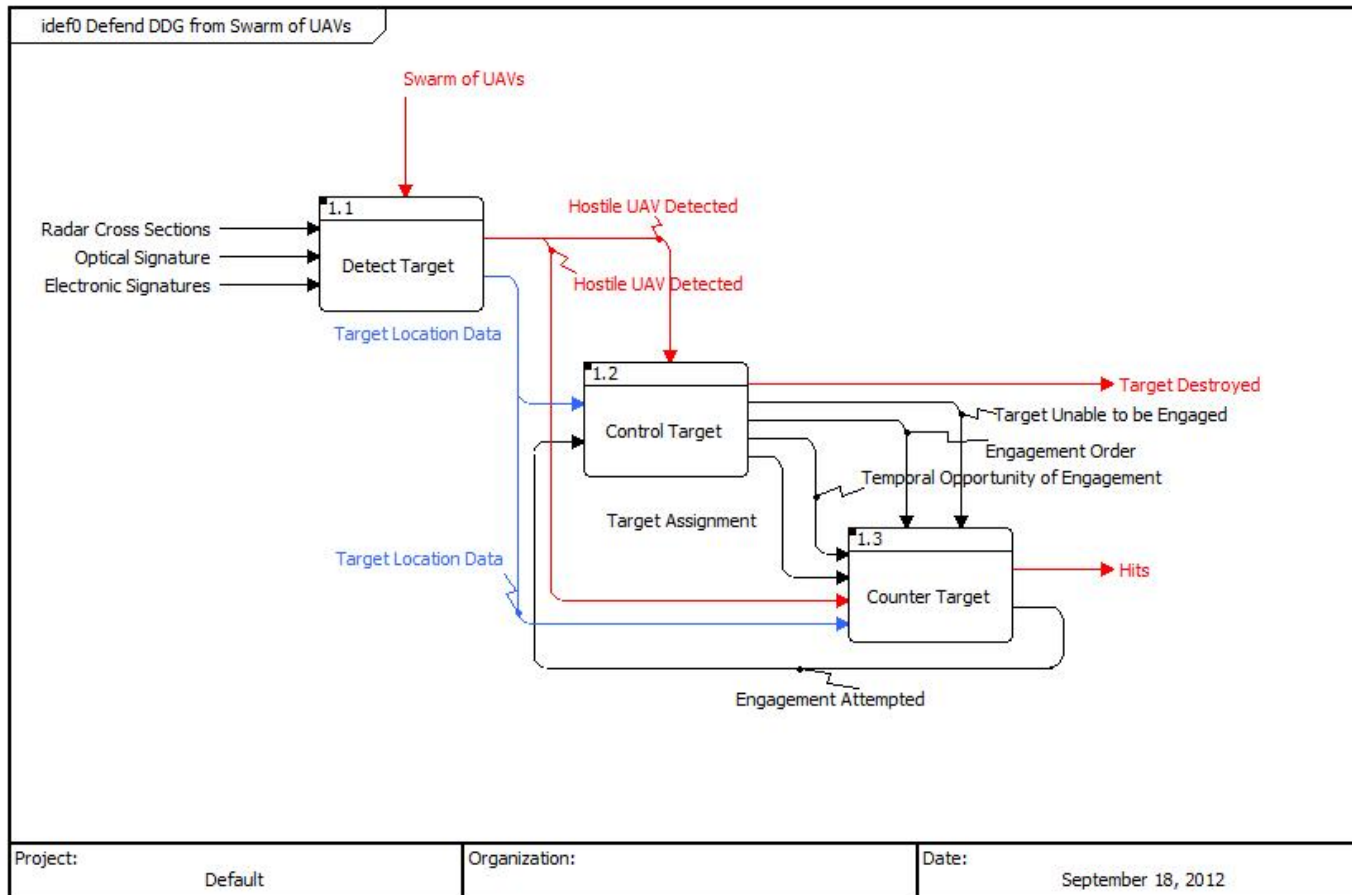 idef0 Defend DDG from Swarm of UAVs
Swarm of UAVs
1.1
Hostile UAV Detected
Radar Cross Sections
Optical Signature
Detect Target
Electronic Signatures
Hostile UAV Detected
Target Location Data
1.2
Target Destroyed
Target Unable to be Engaged
Control Target
Engagement Order
Temporal Opportunity of Engagement
Target Assignment
1.3
Target Location Data
Hits
Counter Target
Engagement Attempted
Project:
Default
Organization:
Date:
September 18, 2012